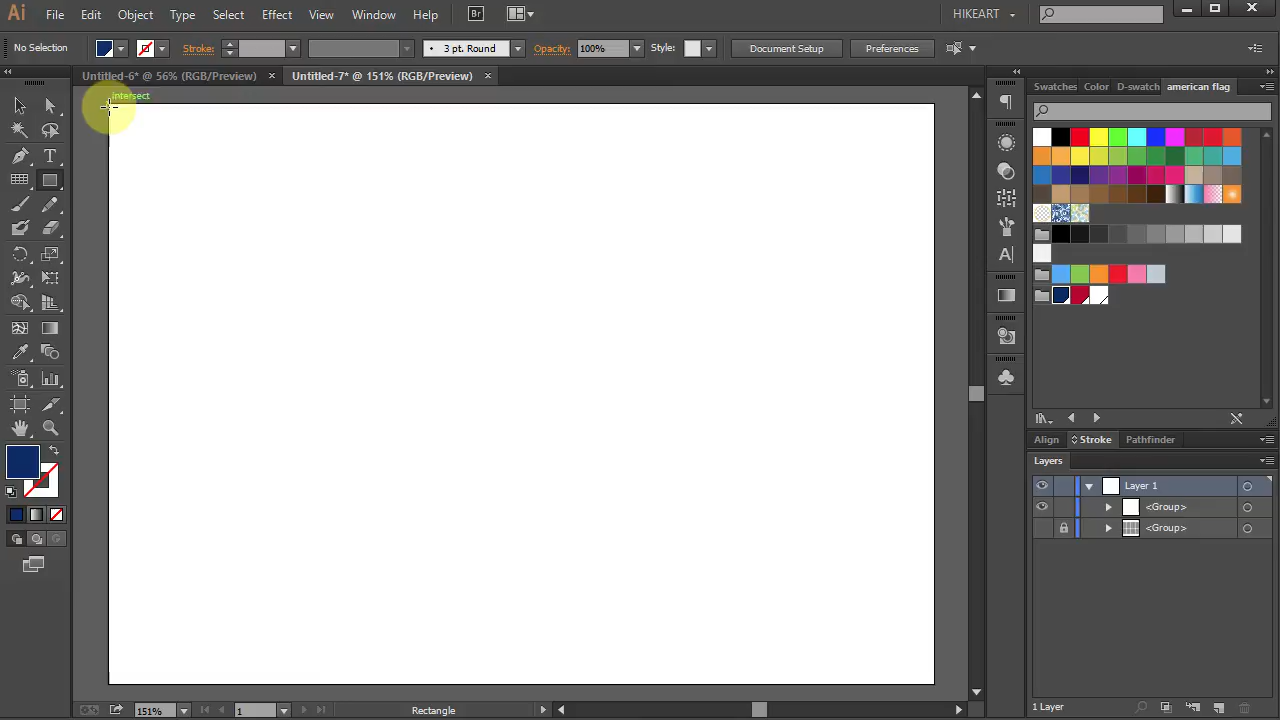 Ai File Edit Object Type Select Effect View Window Help Br HIKEART
No Selection Stroke: 3 pt. Round Opacity: 100% Style: Document Setup Preferences
Untitled-6* @ 56% (RGB/Preview) × Untitled-7* @ 151% (RGB/Preview) ×
Swatches Color D-swatch american flag
Intersect
Align Stroke Pathfinder
Layers
Layer 1
<Group>
<Group>
1 Layer
151% 1 Rectangle